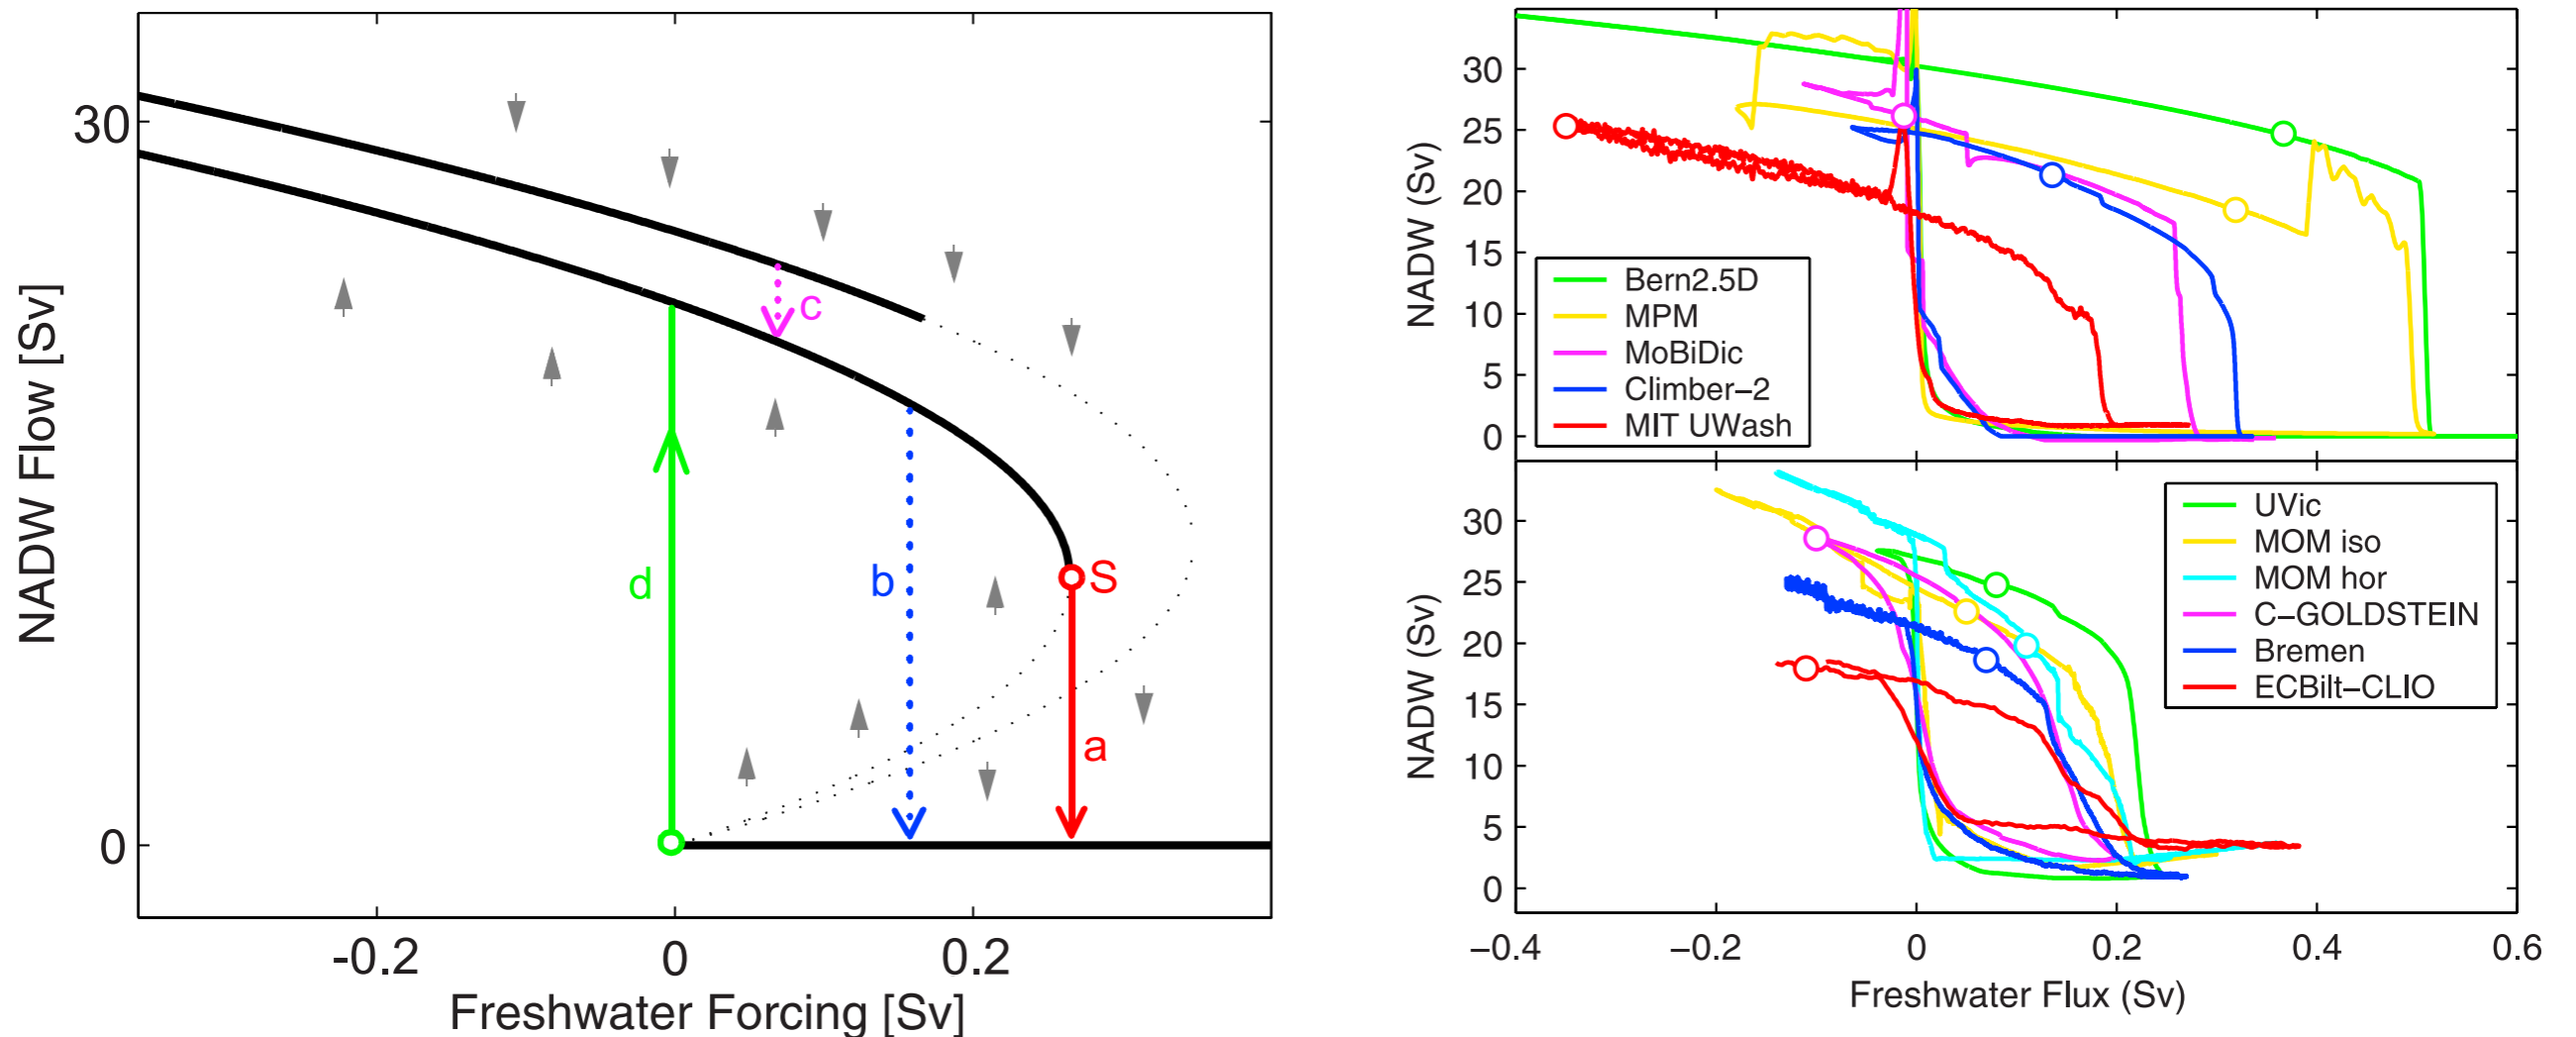 NADW Flow [Sv]
30
0
-0.2
0
0.2
Freshwater Forcing [Sv]
a
b
c
d
S
NADW (Sv)
30
25
20
15
10
5
0
Bern2.5D
MPM
MoBiDic
Climber−2
MIT UWash
NADW (Sv)
30
25
20
15
10
5
0
UVic
MOM iso
MOM hor
C−GOLDSTEIN
Bremen
ECBilt−CLIO
−0.4
−0.2
0
0.2
0.4
0.6
Freshwater Flux (Sv)